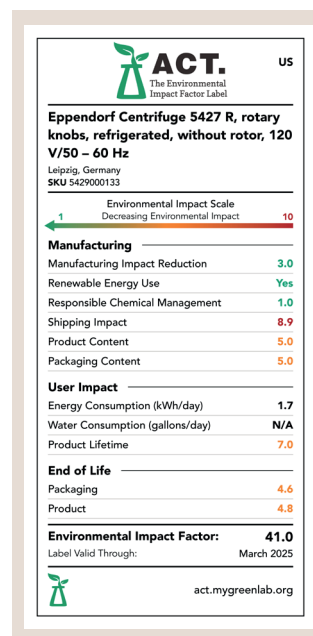 ACT.
US
The Environmental
Impact Factor Label
Eppendorf Centrifuge 5427 R, rotary
knobs, refrigerated, without rotor, 120
V/50 – 60 Hz
Leipzig, Germany
SKU 5429000133
Environmental Impact Scale
1 Decreasing Environmental Impact 10
Manufacturing
Manufacturing Impact Reduction 3.0
Renewable Energy Use Yes
Responsible Chemical Management 1.0
Shipping Impact 8.9
Product Content 5.0
Packaging Content 5.0
User Impact
Energy Consumption (kWh/day) 1.7
Water Consumption (gallons/day) N/A
Product Lifetime 7.0
End of Life
Packaging 4.6
Product 4.8
Environmental Impact Factor: 41.0
Label Valid Through: March 2025
act.mygreenlab.org